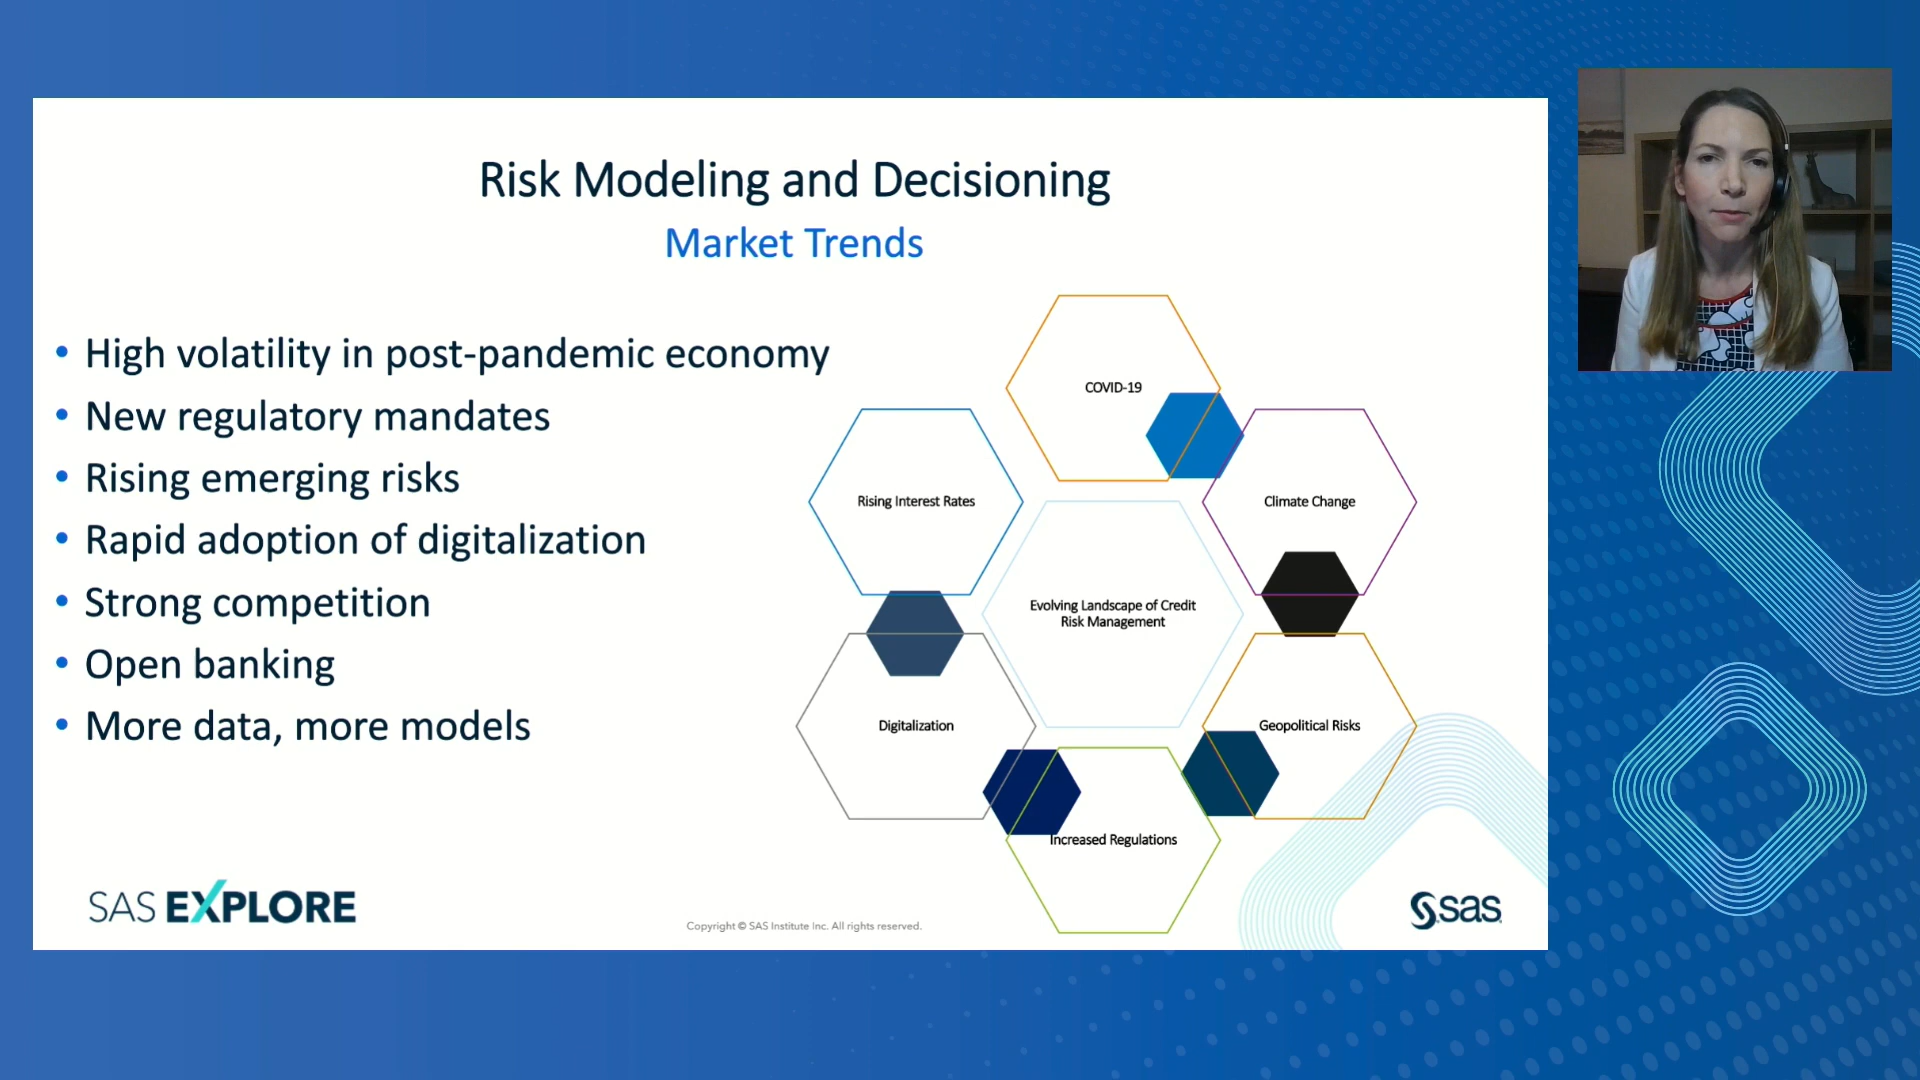 Risk Modeling and Decisioning
Market Trends
• High volatility in post-pandemic economy
• New regulatory mandates
• Rising emerging risks
• Rapid adoption of digitalization
• Strong competition
• Open banking
• More data, more models
COVID-19
Rising Interest Rates
Climate Change
Evolving Landscape of Credit
Risk Management
Digitalization
Geopolitical Risks
Increased Regulations
SAS EXPLORE
Copyright © SAS Institute Inc. All rights reserved.
sas